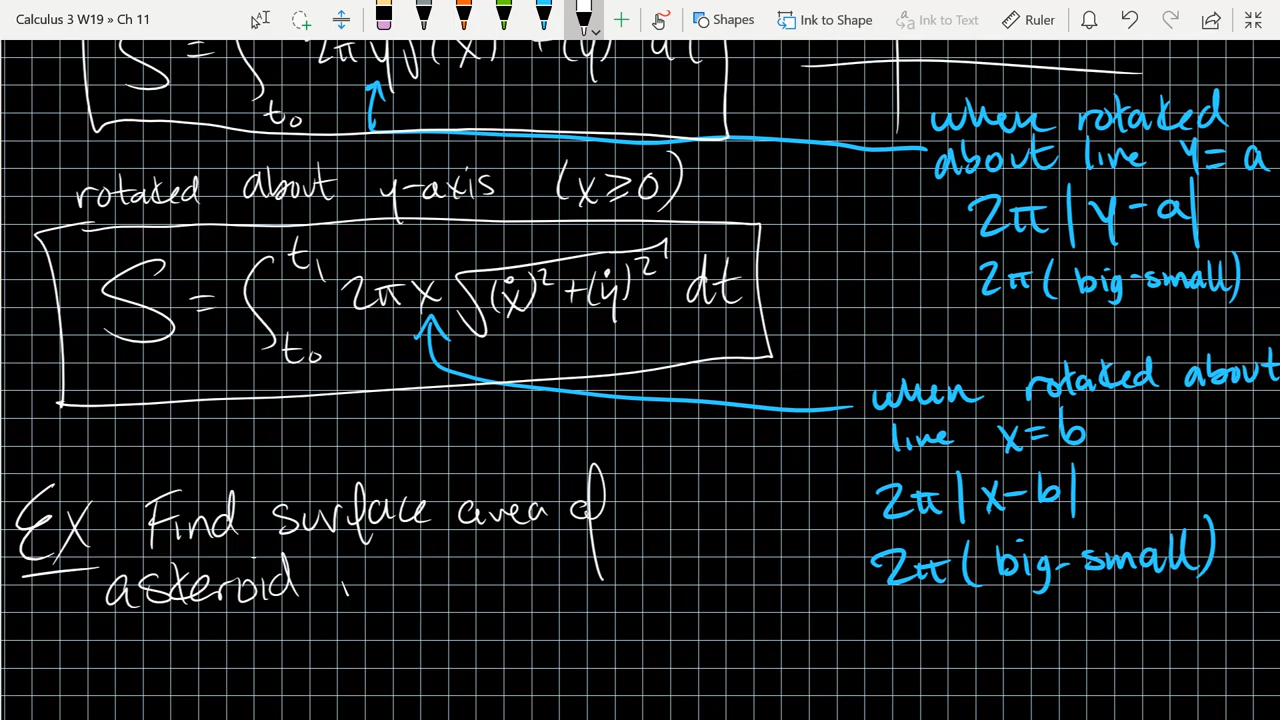 Calculus 3 W19 » Ch 11
Shapes
Ink to Shape
Ink to Text
Ruler
S = ∫ t₀ 2πy√(ẋ)²+(ẏ)² dt
when rotated
about line y=a
2π|y-a|
2π(big-small)
rotated about y-axis (x≥0)
S = ∫ t₀ t₁ 2πx√(ẋ)²+(ẏ)² dt
when rotated about
line x=b
2π|x-b|
2π(big-small)
Ex Find surface area of
asteroid